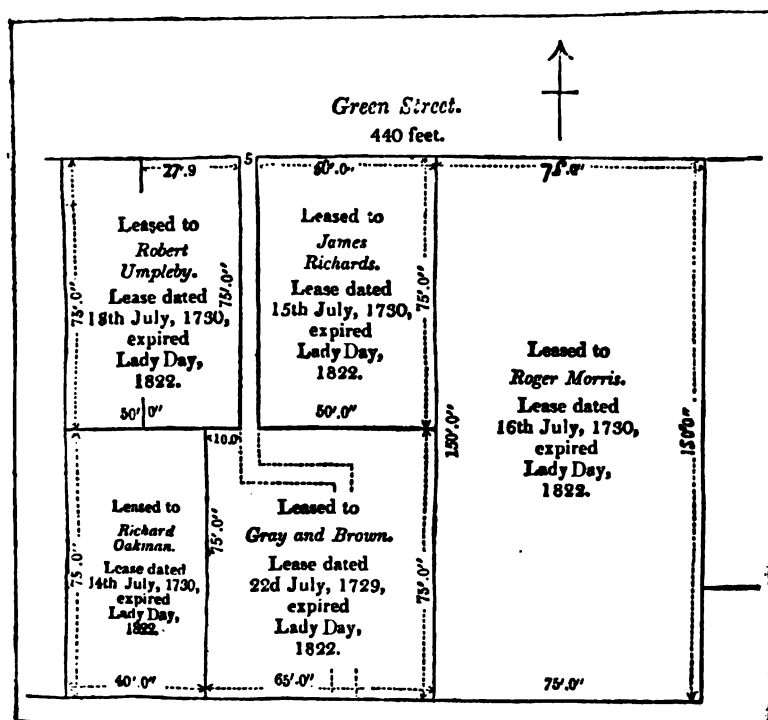 Green Street.
440 feet.
27'.9
5
75'.0"
Leased to
Robert
Umpleby.
Lease dated
18th July, 1730,
expired
Lady Day,
1822.
75'.0"
75'.0"
50' 0"
Leased to
James
Richards.
Lease dated
15th July, 1730,
expired
Lady Day,
1822.
75'.0"
50'.0"
Leased to
Roger Morris.
Lease dated
16th July, 1730,
expired
Lady Day,
1822.
150'.0"
150'0"
75'.0"
10.0
Leased to
Richard
Oakman.
Lease dated
14th July, 1730,
expired
Lady Day,
1822.
75.0"
75'.0"
40'.0"
Leased to
Gray and Brown.
Lease dated
22d July, 1729,
expired
Lady Day,
1822.
75'.0"
65'.0"